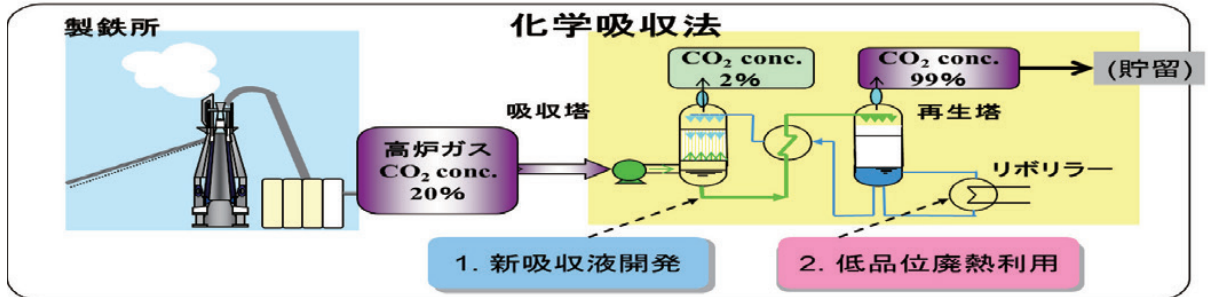 化学吸収法
製鉄所
高炉ガス
CO₂ conc.
20%
吸収塔
CO₂ conc.
2%
CO₂ conc.
99%
(貯留)
再生塔
リボリラー
1. 新吸収液開発
2. 低品位廃熱利用